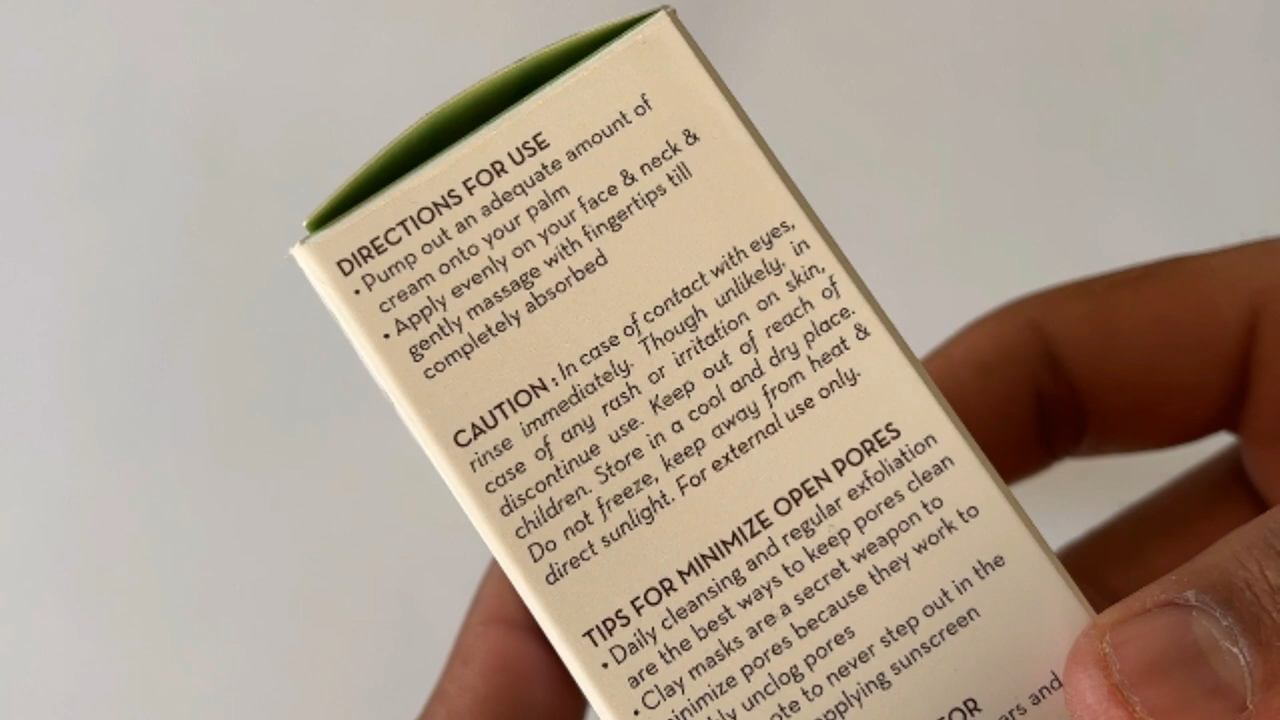 DIRECTIONS FOR USE
• Pump out an adequate amount of
cream onto your palm
• Apply evenly on your face & neck &
gently massage with fingertips till
completely absorbed
CAUTION : In case of contact with eyes,
rinse immediately. Though unlikely, in
case of any rash or irritation on skin,
discontinue use. Keep out of reach of
children. Store in a cool and dry place.
Do not freeze, keep away from heat &
direct sunlight. For external use only.
TIPS FOR MINIMIZE OPEN PORES
• Daily cleansing and regular exfoliation
are the best ways to keep pores clean
• Clay masks are a secret weapon to
minimize pores because they work to
unclog pores
to never step out in the
applying sunscreen
and